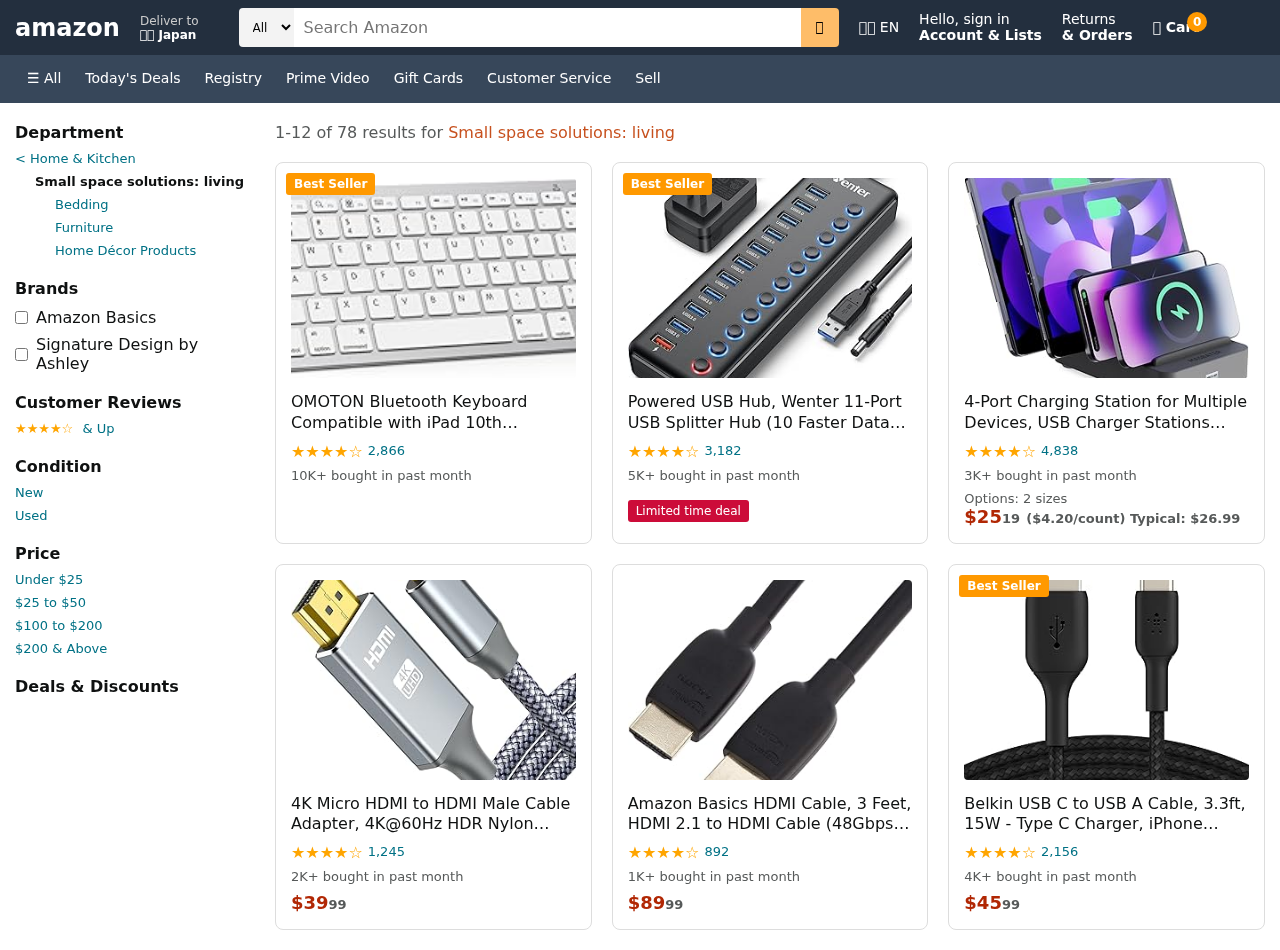 amazon
Deliver to
Japan
All
Search Amazon
EN
Hello, sign in
Account & Lists
Returns
& Orders
0
☰ All
Today's Deals
Registry
Prime Video
Gift Cards
Customer Service
Sell
Department
< Home & Kitchen
Small space solutions: living
Bedding
Furniture
Home Décor Products
Brands
Amazon Basics
Signature Design by
Ashley
Customer Reviews
★★★★☆ & Up
Condition
New
Used
Price
Under $25
$25 to $50
$100 to $200
$200 & Above
Deals & Discounts
1-12 of 78 results for Small space solutions: living
Best Seller
OMOTON Bluetooth Keyboard
Compatible with iPad 10th...
★★★★☆ 2,866
10K+ bought in past month
Best Seller
Wenter
Powered USB Hub, Wenter 11-Port
USB Splitter Hub (10 Faster Data...
★★★★☆ 3,182
5K+ bought in past month
Limited time deal
4-Port Charging Station for Multiple
Devices, USB Charger Stations...
★★★★☆ 4,838
3K+ bought in past month
Options: 2 sizes
$2519 ($4.20/count) Typical: $26.99
HDMI
4K
UHD
4K Micro HDMI to HDMI Male Cable
Adapter, 4K@60Hz HDR Nylon...
★★★★☆ 1,245
2K+ bought in past month
$3999
Amazon Basics HDMI Cable, 3 Feet,
HDMI 2.1 to HDMI Cable (48Gbps...
★★★★☆ 892
1K+ bought in past month
$8999
Best Seller
Belkin USB C to USB A Cable, 3.3ft,
15W - Type C Charger, iPhone...
★★★★☆ 2,156
4K+ bought in past month
$4599